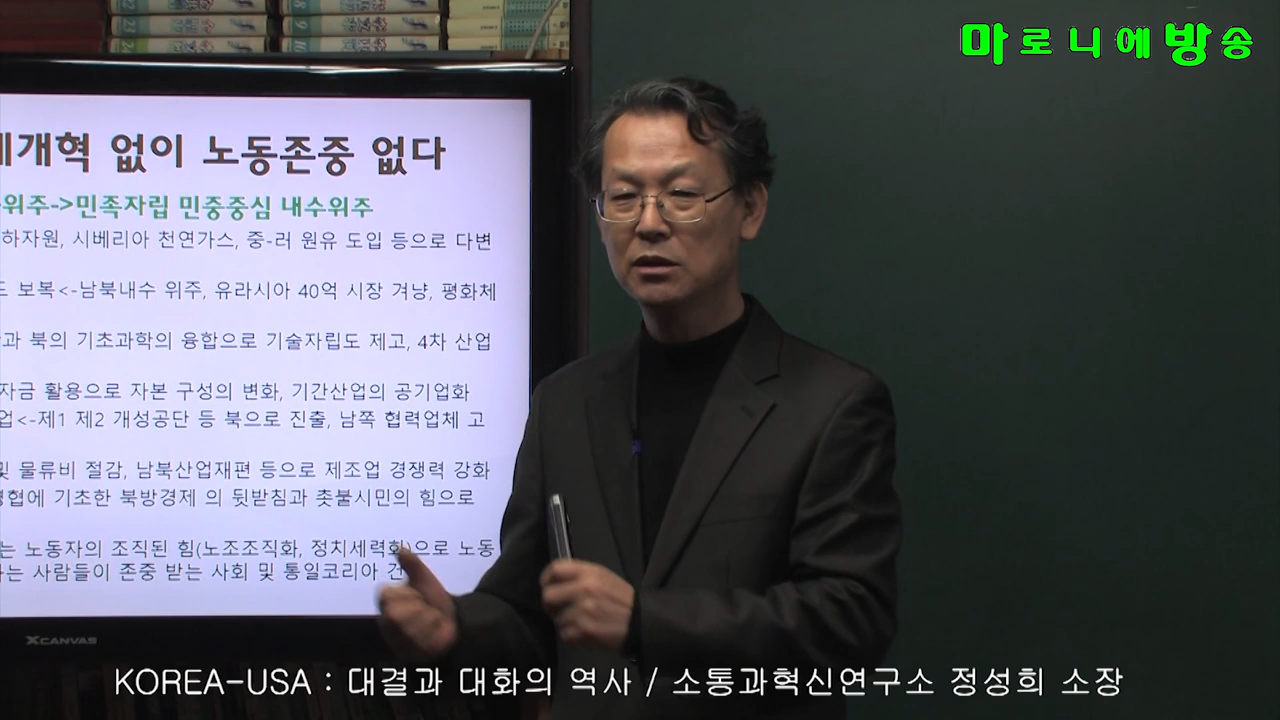 마로니에방송
체개혁 없이 노동존중 없다
위주->민족자립 민중중심 내수위주
하자원, 시베리아 천연가스, 중-러 원유 도입 등으로 다변
보복<-남북내수 위주, 유라시아 40억 시장 겨냥, 평화체
과 북의 기초과학의 융합으로 기술자립도 제고, 4차 산업
자금 활용으로 자본 구성의 변화, 기간산업의 공기업화
업<-제1 제2 개성공단 등 북으로 진출, 남쪽 협력업체 고
및 물류비 절감, 남북산업재편 등으로 제조업 경쟁력 강화
경협에 기초한 북방경제 의 뒷받침과 촛불시민의 힘으로
는 노동자의 조직된 힘(노조조직화, 정치세력화)으로 노동
하는 사람들이 존중 받는 사회 및 통일코리아 건
XCANVAS
KOREA-USA : 대결과 대화의 역사 / 소통과혁신연구소 정성희 소장